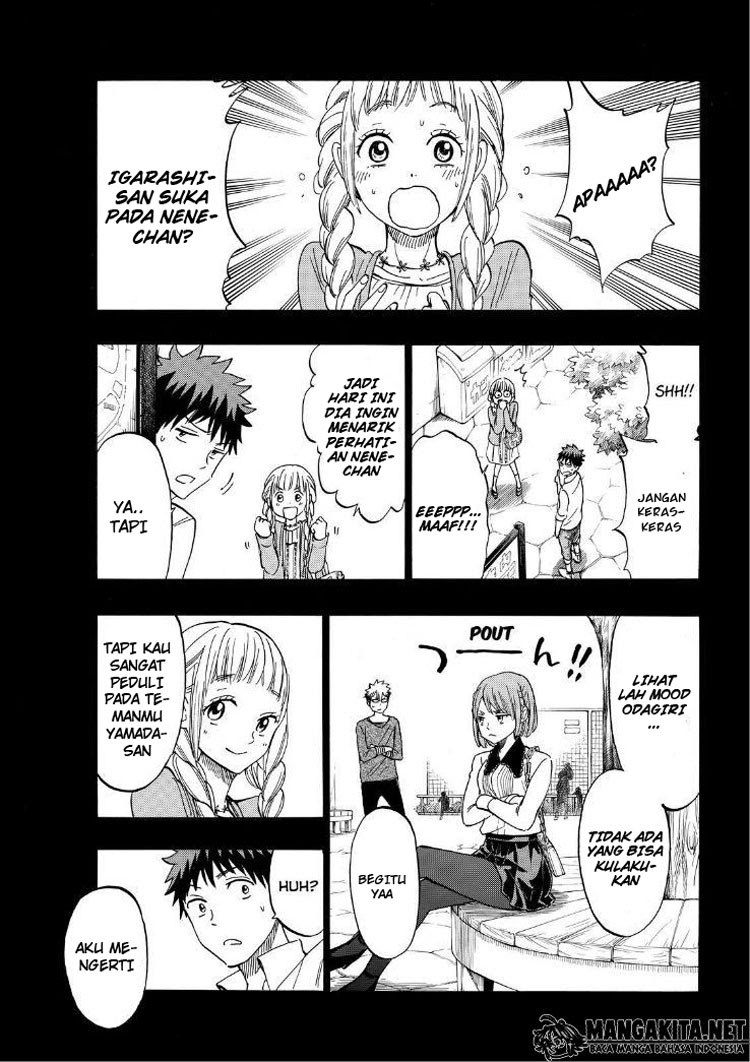 APAAAAA?
IGARASHI-
SAN SUKA
PADA NENE-
CHAN?
SHH!!
JANGAN
KERAS-
KERAS
EEEPPP...
MAAF!!!
JADI
HARI INI
DIA INGIN
MENARIK
PERHATI-
AN NENE-
CHAN
YA..
TAPI
LIHAT
LAH MOOD
ODAGIRI
...
POUT
つーん!!
TIDAK ADA
YANG BISA
KULAKU-
KAN
BEGITU
YAA
TAPI KAU
SANGAT
PEDULI
PADA TE-
MANMU
YAMADA-
SAN
HUH?
AKU ME-
NGERTI
MANGAKITA.NET
BACA MANGA BAHASA INDONESIA